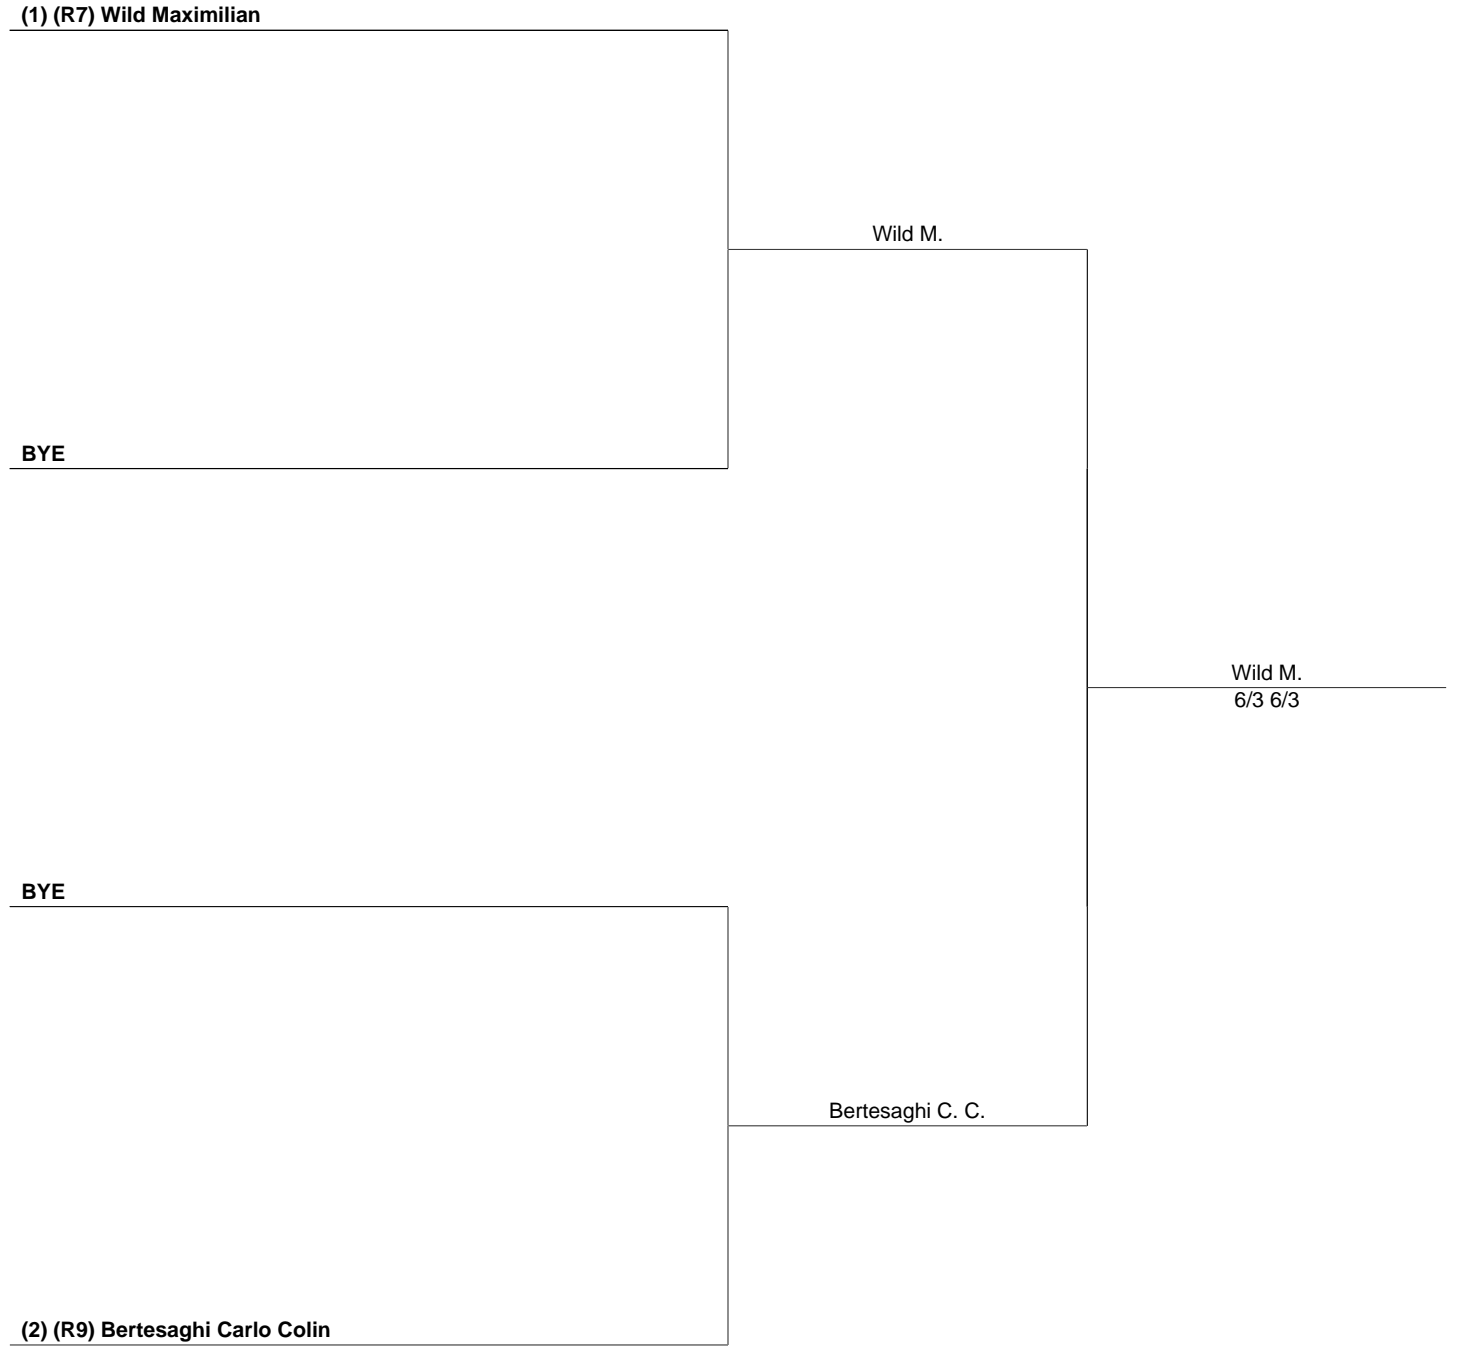 (1) (R7) Wild Maximilian
Wild M.
BYE
Wild M.
6/3 6/3
BYE
Bertesaghi C. C.
(2) (R9) Bertesaghi Carlo Colin